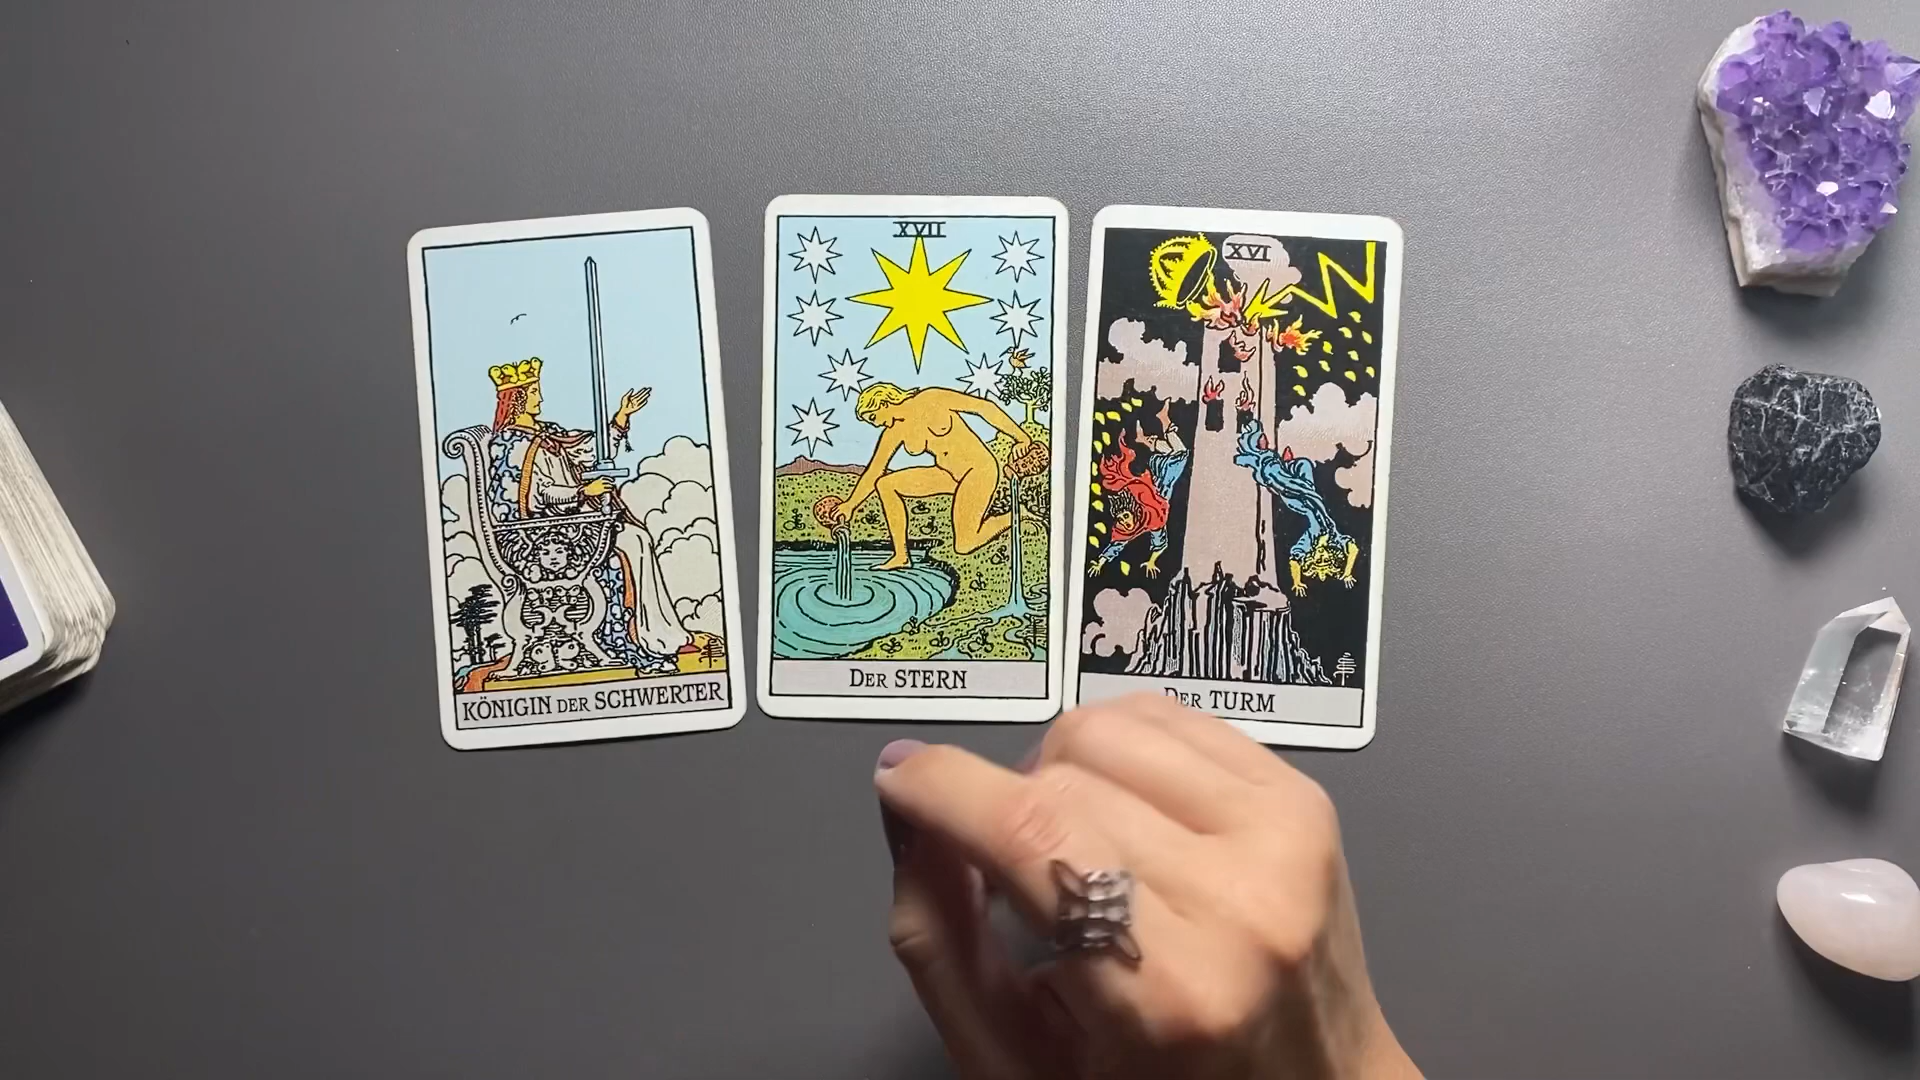 KÖNIGIN DER SCHWERTER
XVII
DER STERN
XVI
DER TURM